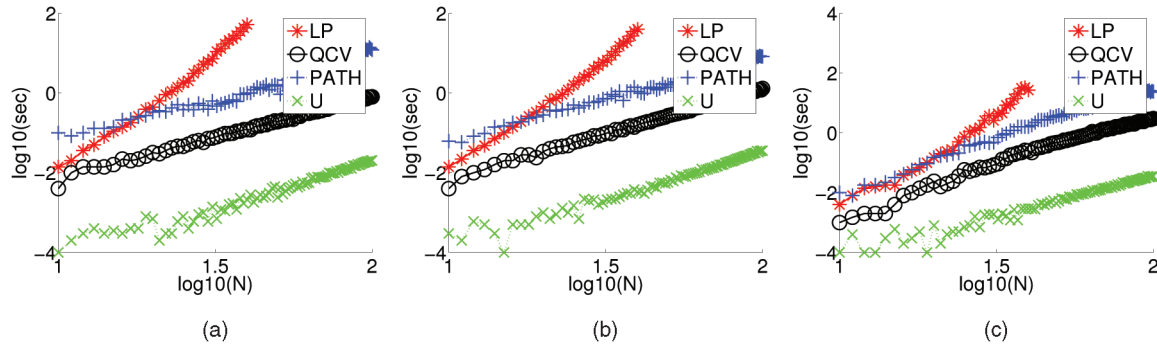 2
0
−2
−4
log10(sec)
1
1.5
2
log10(N)
LP
QCV
PATH
U
(a)
2
0
−2
−4
log10(sec)
1
1.5
2
log10(N)
LP
QCV
PATH
U
(b)
4
2
0
−2
−4
log10(sec)
1
1.5
2
log10(N)
LP
QCV
PATH
U
(c)